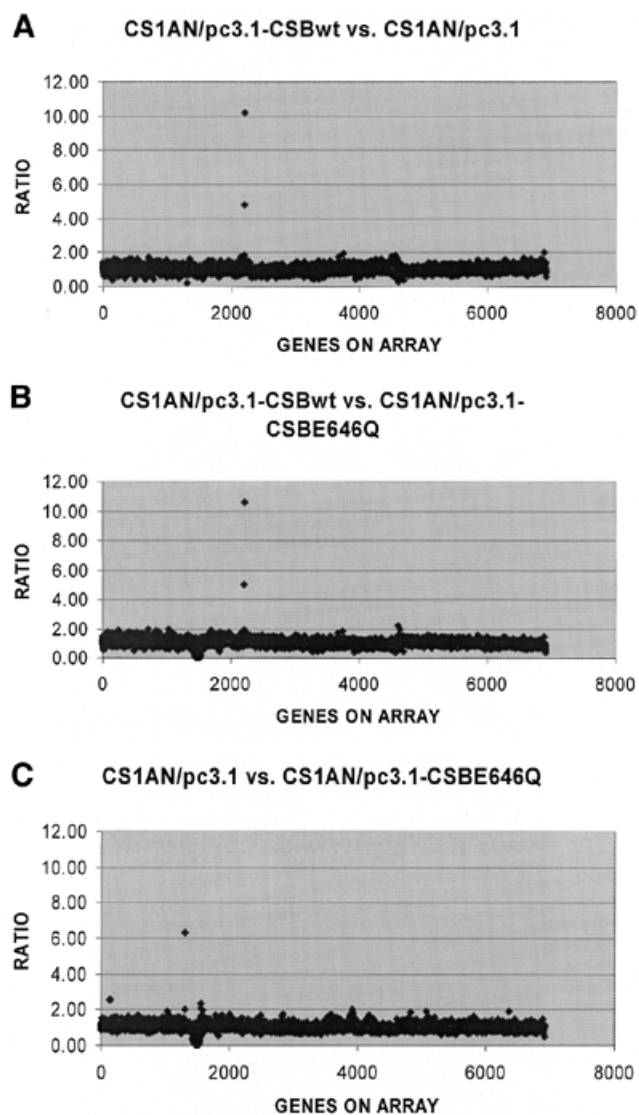 A
CS1AN/pc3.1-CSBwt vs. CS1AN/pc3.1
12.00
10.00
8.00
6.00
4.00
2.00
0.00
RATIO
0 2000 4000 6000 8000
GENES ON ARRAY
B
CS1AN/pc3.1-CSBwt vs. CS1AN/pc3.1-
CSBE646Q
12.00
10.00
8.00
6.00
4.00
2.00
0.00
RATIO
0 2000 4000 6000 8000
GENES ON ARRAY
C
CS1AN/pc3.1 vs. CS1AN/pc3.1-CSBE646Q
12.00
10.00
8.00
6.00
4.00
2.00
0.00
RATIO
0 2000 4000 6000 8000
GENES ON ARRAY